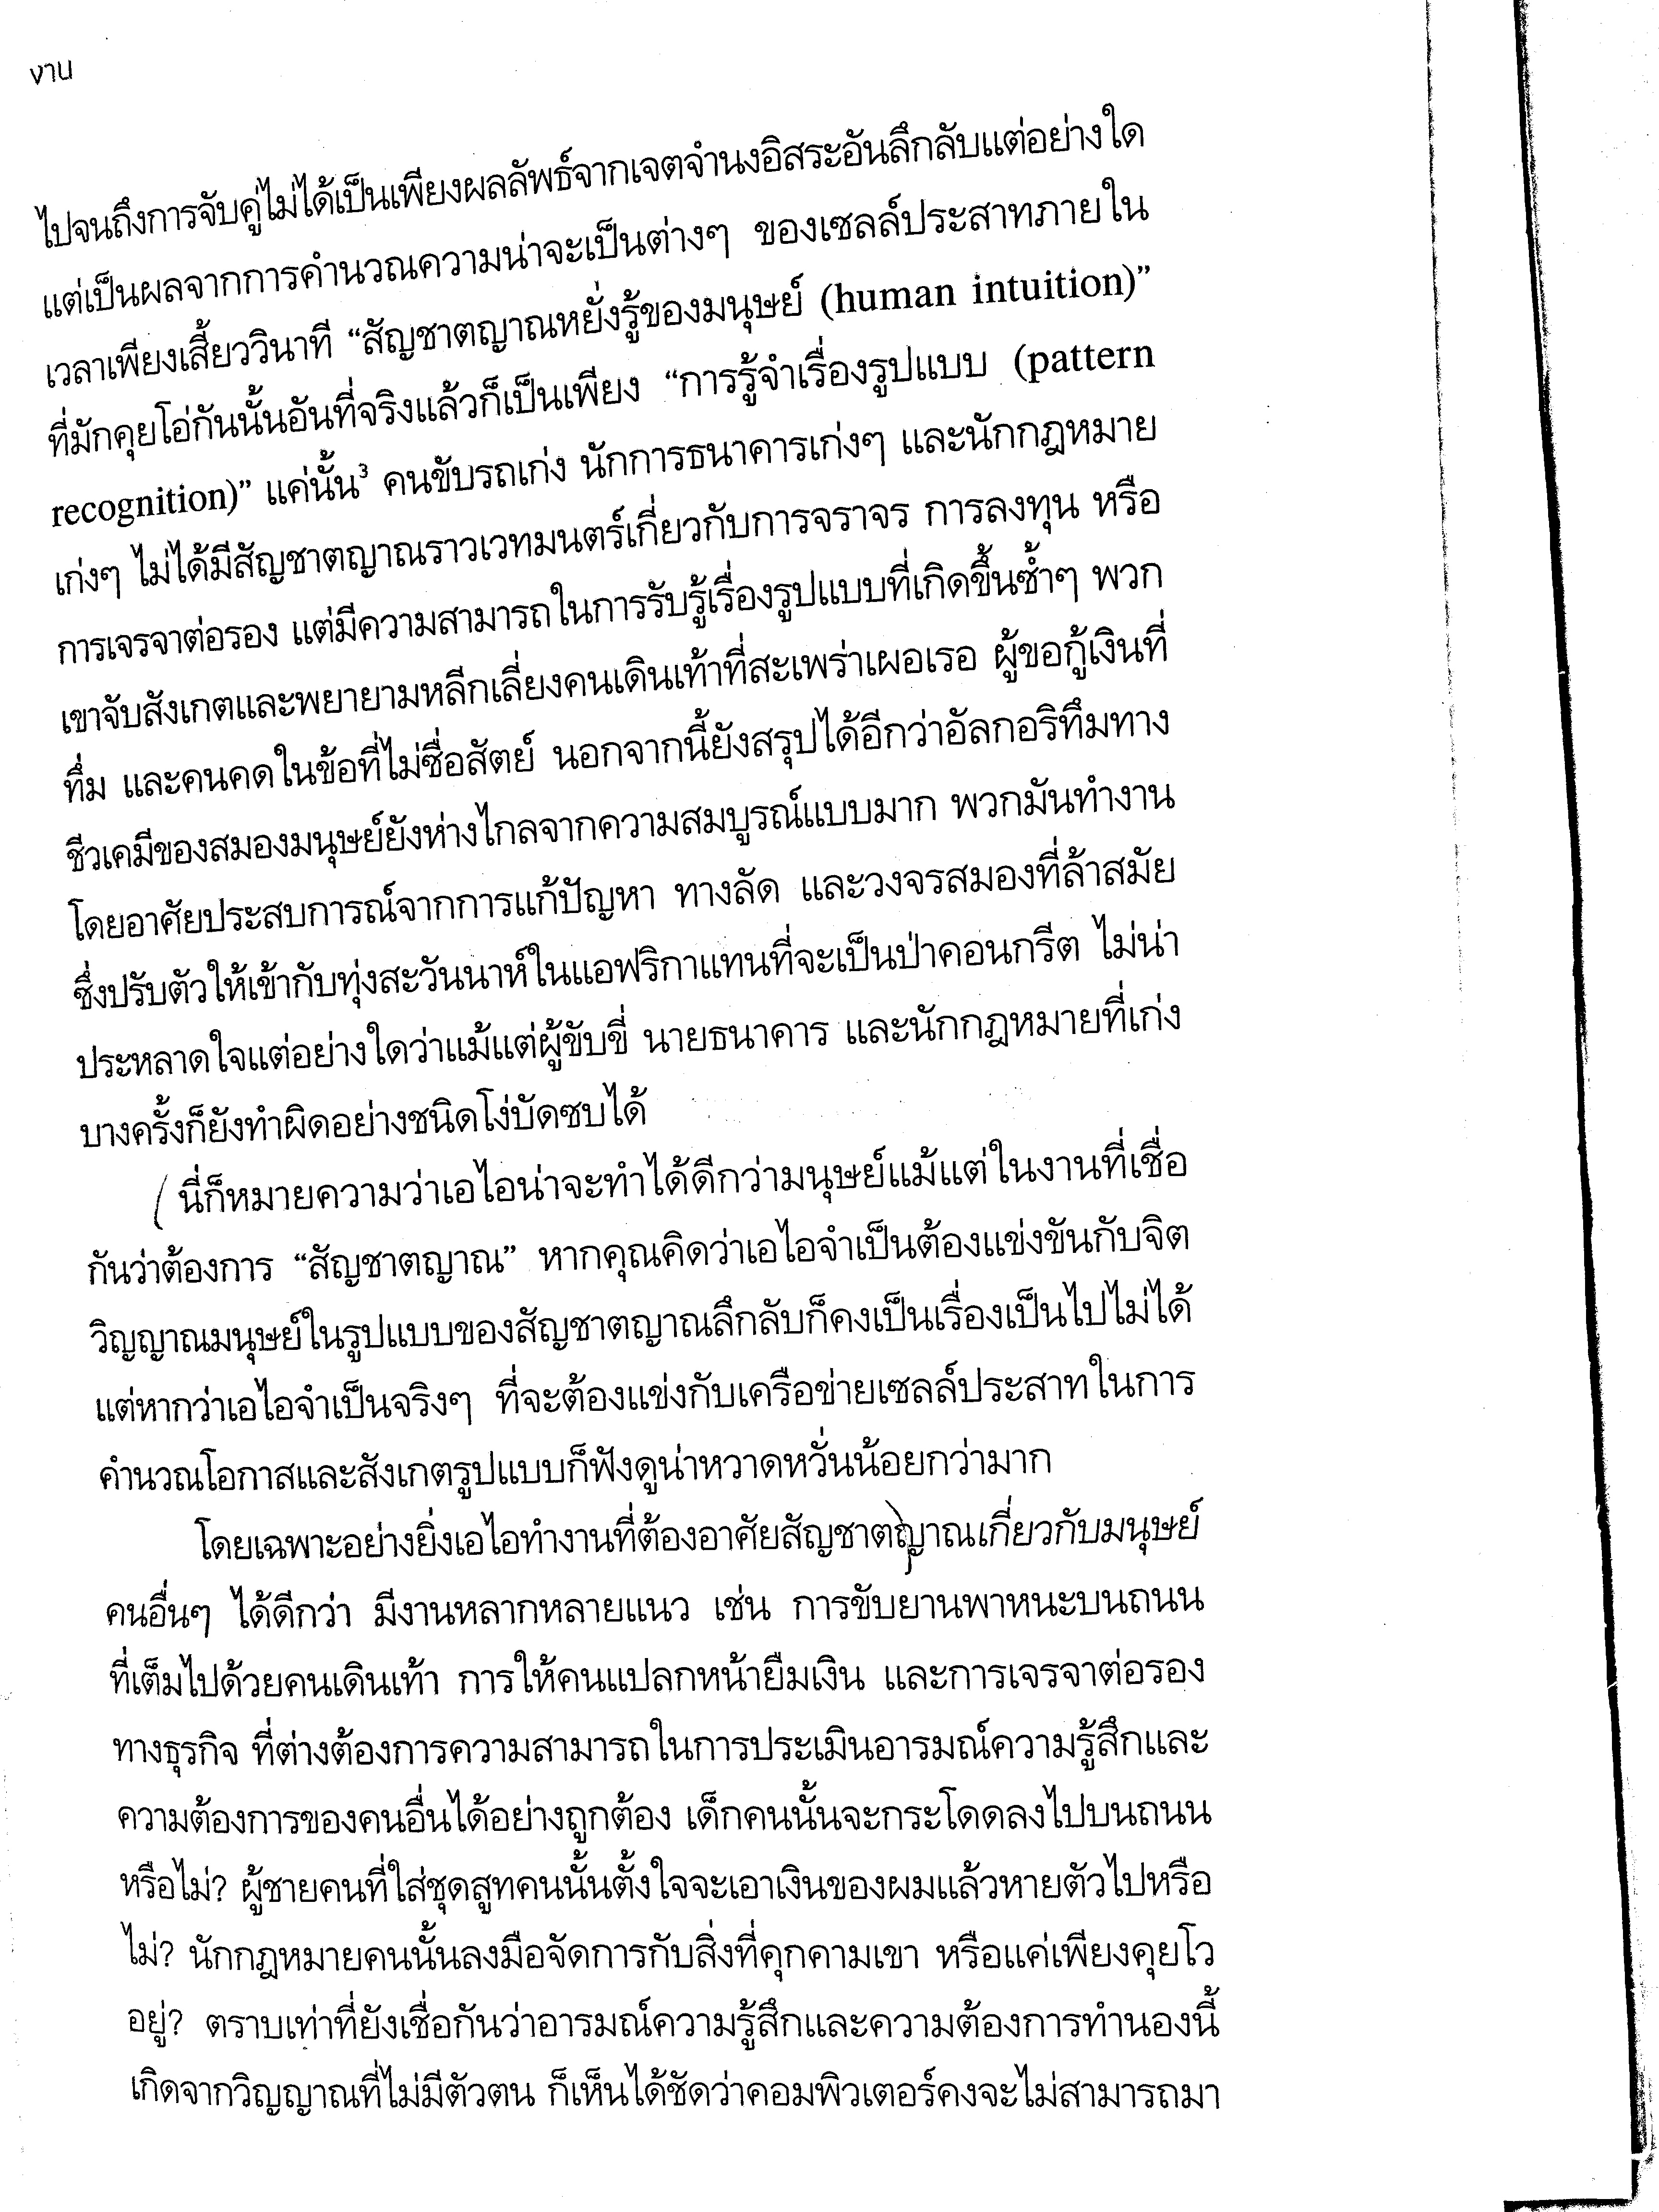 งาน
ไปจนถึงการจับคู่ไม่ได้เป็นเพียงผลลัพธ์จากเจตจำนงอิสระอันลึกลับแต่อย่างใด
แต่เป็นผลจากการคำนวณความน่าจะเป็นต่างๆ ของเซลล์ประสาทภายใน
เวลาเพียงเสี้ยววินาที “สัญชาตญาณหยั่งรู้ของมนุษย์ (human intuition)”
ที่มักคุยโอ่กันนั้นอันที่จริงแล้วก็เป็นเพียง “การรู้จำเรื่องรูปแบบ (pattern
recognition)” แค่นั้น³ คนขับรถเก่ง นักการธนาคารเก่งๆ และนักกฎหมาย
เก่งๆ ไม่ได้มีสัญชาตญาณราวเวทมนตร์เกี่ยวกับการจราจร การลงทุน หรือ
การเจรจาต่อรอง แต่มีความสามารถในการรับรู้เรื่องรูปแบบที่เกิดขึ้นซ้ำๆ พวก
เขาจับสังเกตและพยายามหลีกเลี่ยงคนเดินเท้าที่สะเพร่าเผอเรอ ผู้ขอกู้เงินที่
ทึ่ม และคนคดในข้อที่ไม่ซื่อสัตย์ นอกจากนี้ยังสรุปได้อีกว่าอัลกอริทึมทาง
ชีวเคมีของสมองมนุษย์ยังห่างไกลจากความสมบูรณ์แบบมาก พวกมันทำงาน
โดยอาศัยประสบการณ์จากการแก้ปัญหา ทางลัด และวงจรสมองที่ล้าสมัย
ซึ่งปรับตัวให้เข้ากับทุ่งสะวันนาห์ในแอฟริกาแทนที่จะเป็นป่าคอนกรีต ไม่น่า
ประหลาดใจแต่อย่างใดว่าแม้แต่ผู้ขับขี่ นายธนาคาร และนักกฎหมายที่เก่ง
บางครั้งก็ยังทำผิดอย่างชนิดโง่บัดซบได้
(นี่ก็หมายความว่าเอไอน่าจะทำได้ดีกว่ามนุษย์แม้แต่ในงานที่เชื่อ
กันว่าต้องการ “สัญชาตญาณ” หากคุณคิดว่าเอไอจำเป็นต้องแข่งขันกับจิต
วิญญาณมนุษย์ในรูปแบบของสัญชาตญาณลึกลับก็คงเป็นเรื่องเป็นไปไม่ได้
แต่หากว่าเอไอจำเป็นจริงๆ ที่จะต้องแข่งกับเครือข่ายเซลล์ประสาทในการ
คำนวณโอกาสและสังเกตรูปแบบก็ฟังดูน่าหวาดหวั่นน้อยกว่ามาก
โดยเฉพาะอย่างยิ่งเอไอทำงานที่ต้องอาศัยสัญชาตญาณเกี่ยวกับมนุษย์
คนอื่นๆ ได้ดีกว่า มีงานหลากหลายแนว เช่น การขับยานพาหนะบนถนน
ที่เต็มไปด้วยคนเดินเท้า การให้คนแปลกหน้ายืมเงิน และการเจรจาต่อรอง
ทางธุรกิจ ที่ต่างต้องการความสามารถในการประเมินอารมณ์ความรู้สึกและ
ความต้องการของคนอื่นได้อย่างถูกต้อง เด็กคนนั้นจะกระโดดลงไปบนถนน
หรือไม่? ผู้ชายคนที่ใส่ชุดสูทคนนั้นตั้งใจจะเอาเงินของผมแล้วหายตัวไปหรือ
ไม่? นักกฎหมายคนนั้นลงมือจัดการกับสิ่งที่คุกคามเขา หรือแค่เพียงคุยโว
อยู่? ตราบเท่าที่ยังเชื่อกันว่าอารมณ์ความรู้สึกและความต้องการทำนองนี้
เกิดจากวิญญาณที่ไม่มีตัวตน ก็เห็นได้ชัดว่าคอมพิวเตอร์คงจะไม่สามารถมา